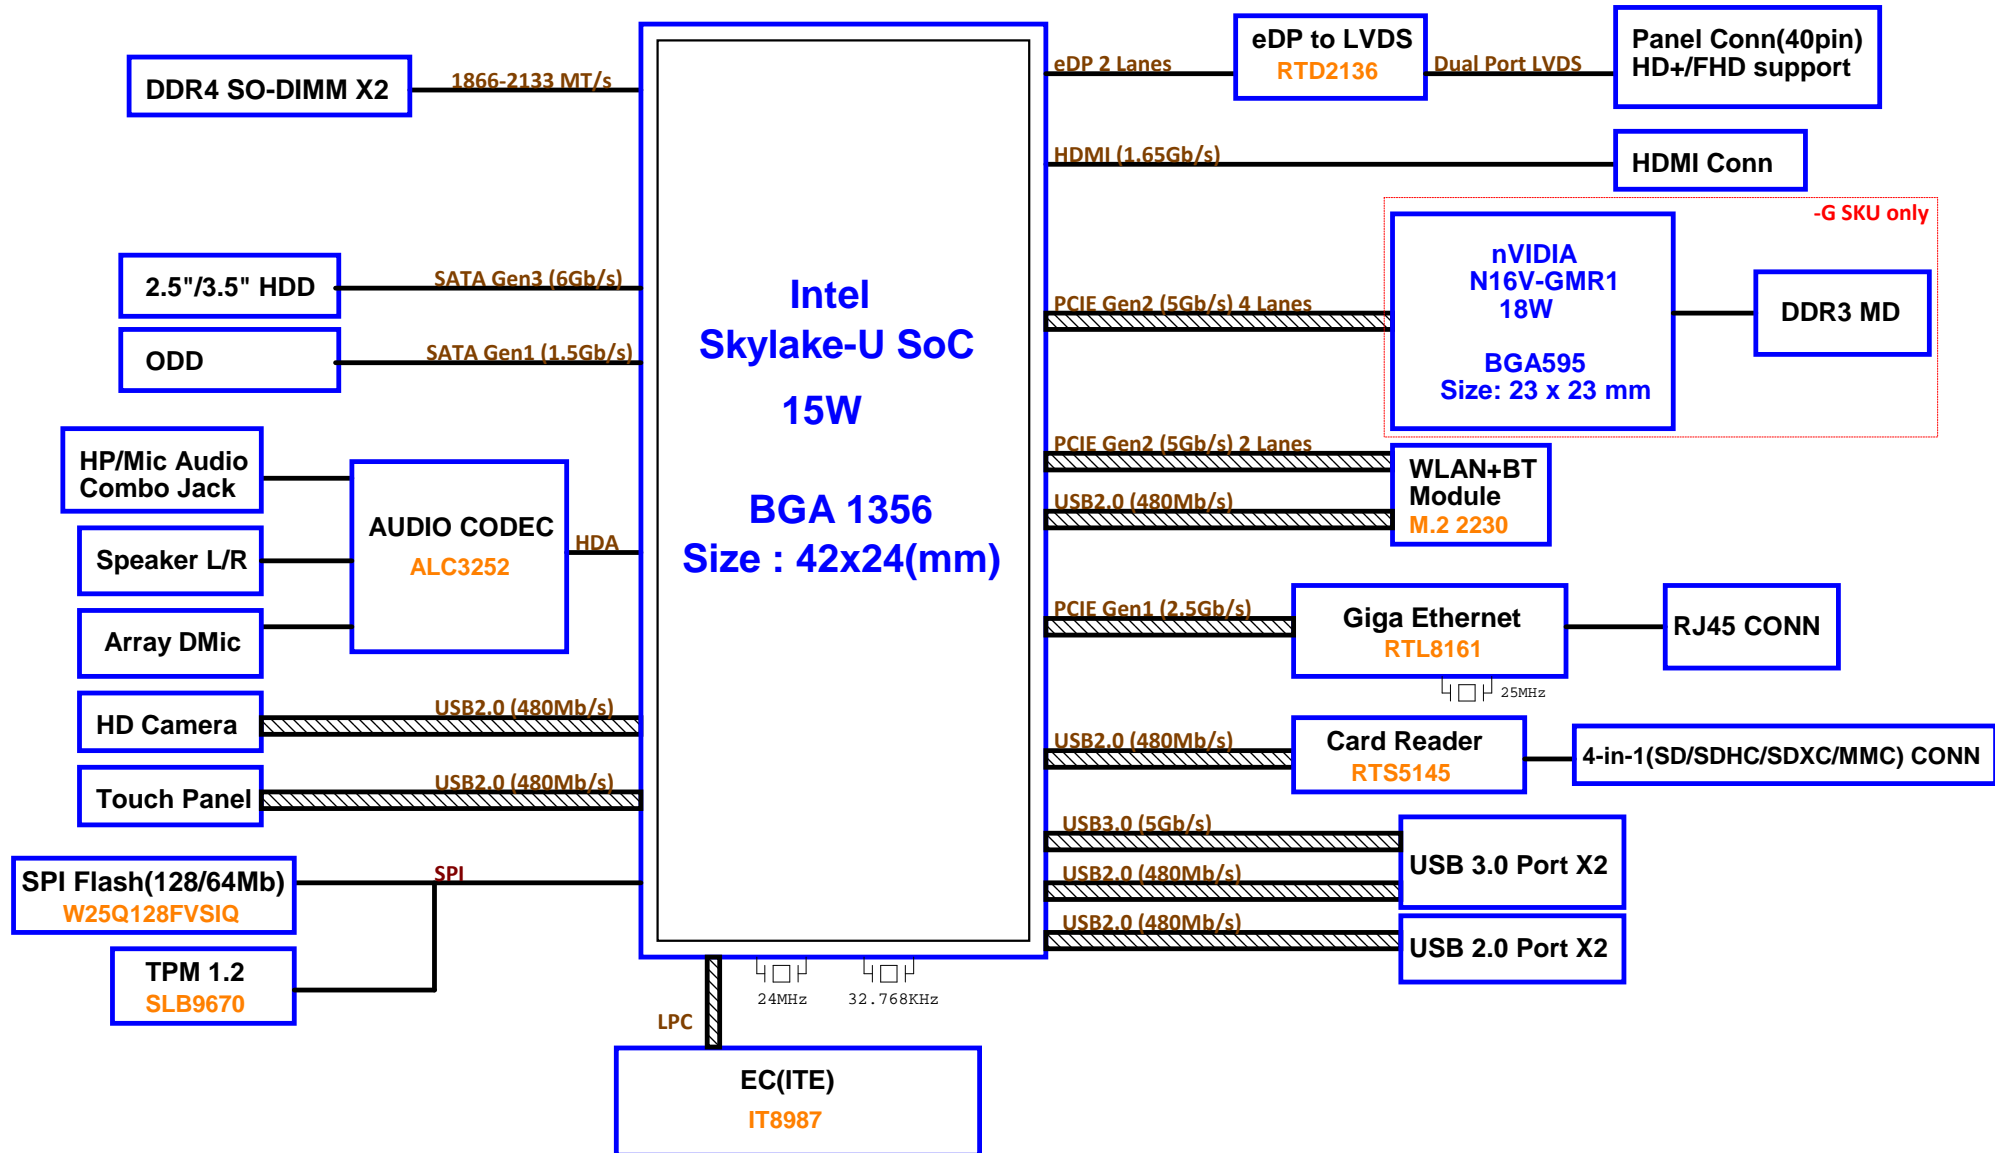 DDR4 SO-DIMM X2
1866-2133 MT/s
2.5"/3.5" HDD
SATA Gen3 (6Gb/s)
ODD
SATA Gen1 (1.5Gb/s)
HP/Mic Audio
Combo Jack
Speaker L/R
Array DMic
AUDIO CODEC
ALC3252
HDA
HD Camera
USB2.0 (480Mb/s)
Touch Panel
USB2.0 (480Mb/s)
SPI Flash(128/64Mb)
W25Q128FVSIQ
SPI
TPM 1.2
SLB9670
Intel
Skylake-U SoC
15W
BGA 1356
Size : 42x24(mm)
24MHz
32.768KHz
LPC
EC(ITE)
IT8987
eDP 2 Lanes
eDP to LVDS
RTD2136
Dual Port LVDS
Panel Conn(40pin)
HD+/FHD support
HDMI (1.65Gb/s)
HDMI Conn
-G SKU only
PCIE Gen2 (5Gb/s) 4 Lanes
nVIDIA
N16V-GMR1
18W
BGA595
Size: 23 x 23 mm
DDR3 MD
PCIE Gen2 (5Gb/s) 2 Lanes
USB2.0 (480Mb/s)
WLAN+BT
Module
M.2 2230
PCIE Gen1 (2.5Gb/s)
Giga Ethernet
RTL8161
25MHz
RJ45 CONN
USB2.0 (480Mb/s)
Card Reader
RTS5145
4-in-1(SD/SDHC/SDXC/MMC) CONN
USB3.0 (5Gb/s)
USB2.0 (480Mb/s)
USB 3.0 Port X2
USB2.0 (480Mb/s)
USB 2.0 Port X2